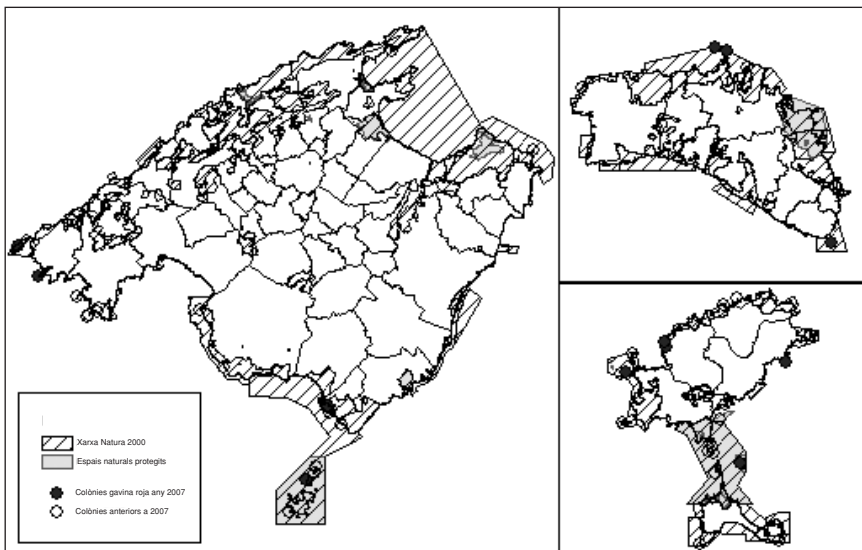 Xarxa Natura 2000
Espais naturals protegits
Colònies gavina roja any 2007
Colònies anteriors a 2007